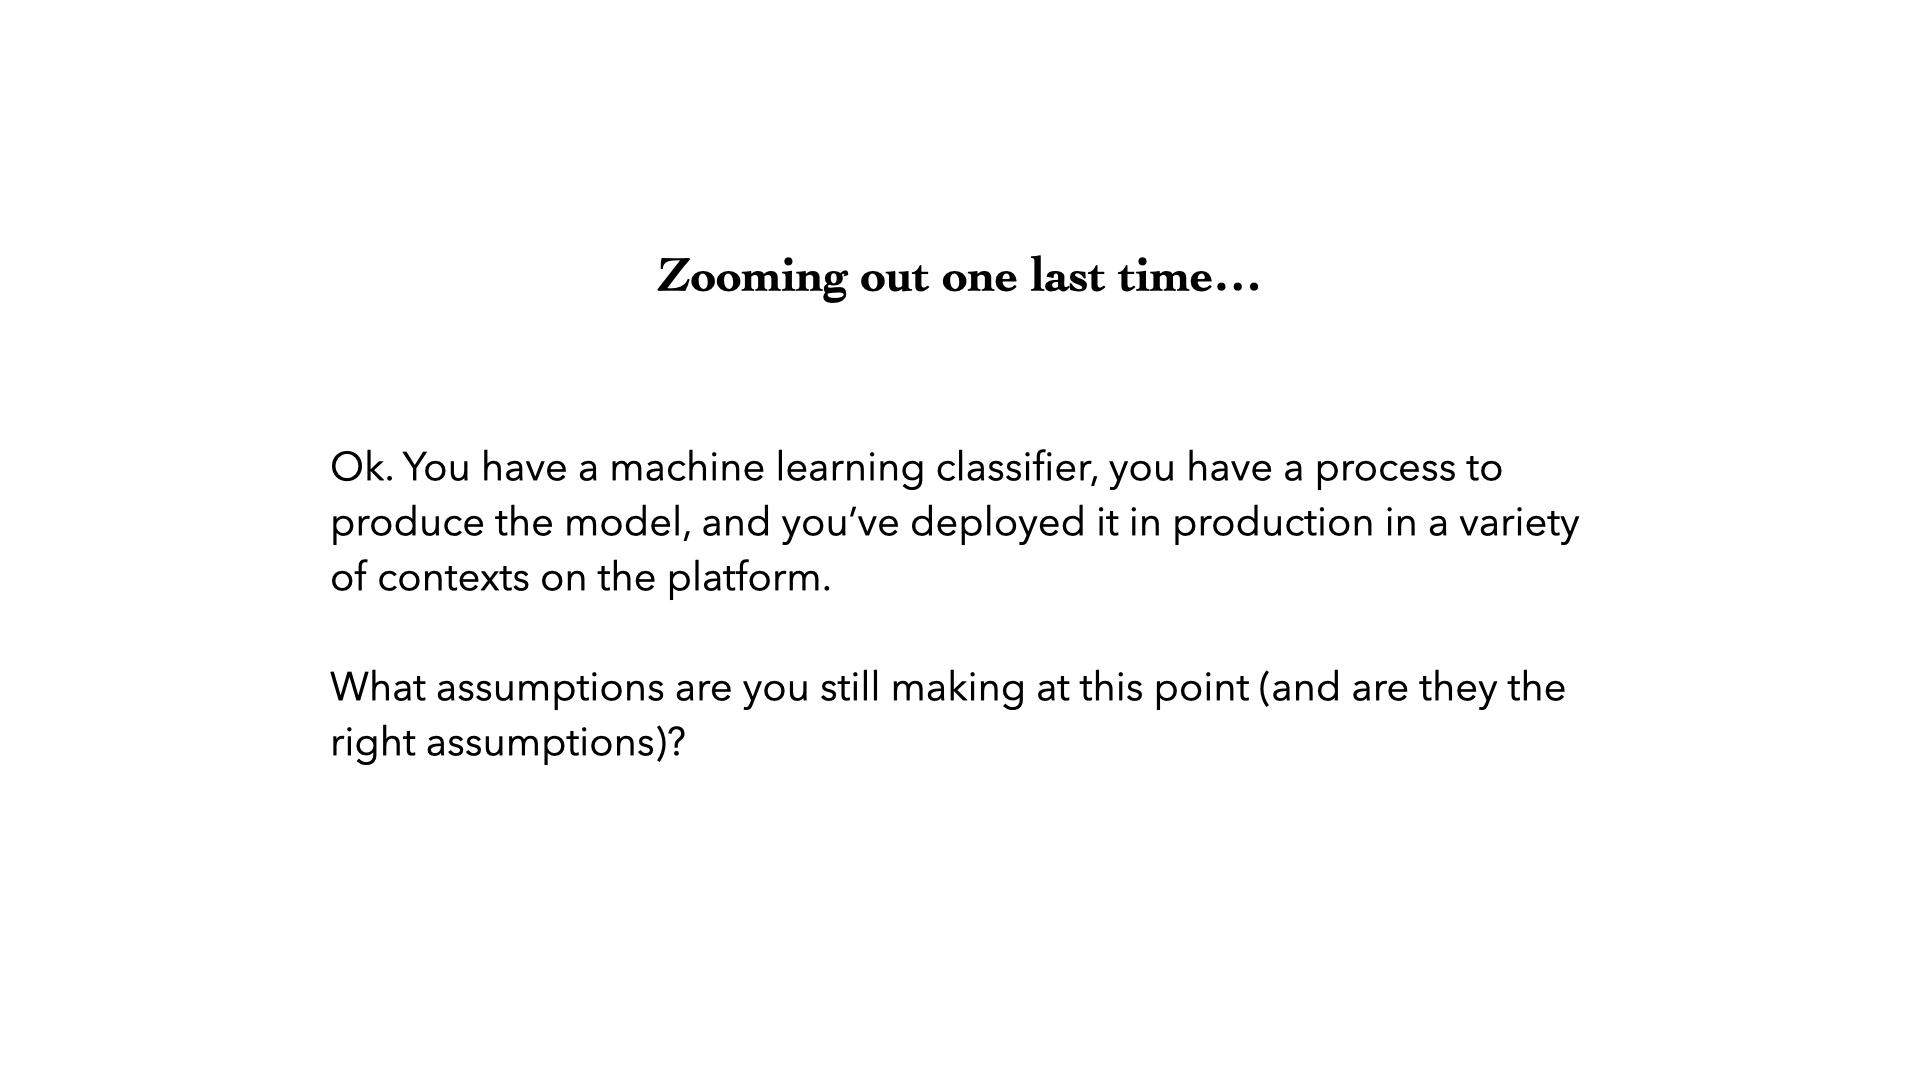 Zooming out one last time…
Ok. You have a machine learning classifier, you have a process to
produce the model, and you’ve deployed it in production in a variety
of contexts on the platform.
What assumptions are you still making at this point (and are they the
right assumptions)?